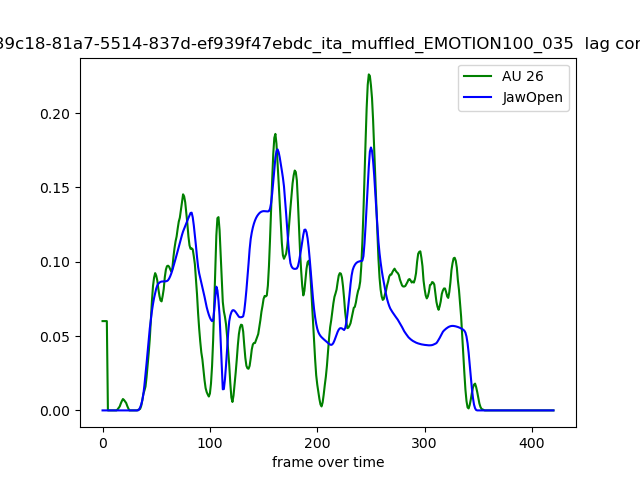 39c18-81a7-5514-837d-ef939f47ebdc_ita_muffled_EMOTION100_035 lag cor
AU 26
JawOpen
0.20
0.15
0.10
0.05
0.00
0 100 200 300 400
frame over time